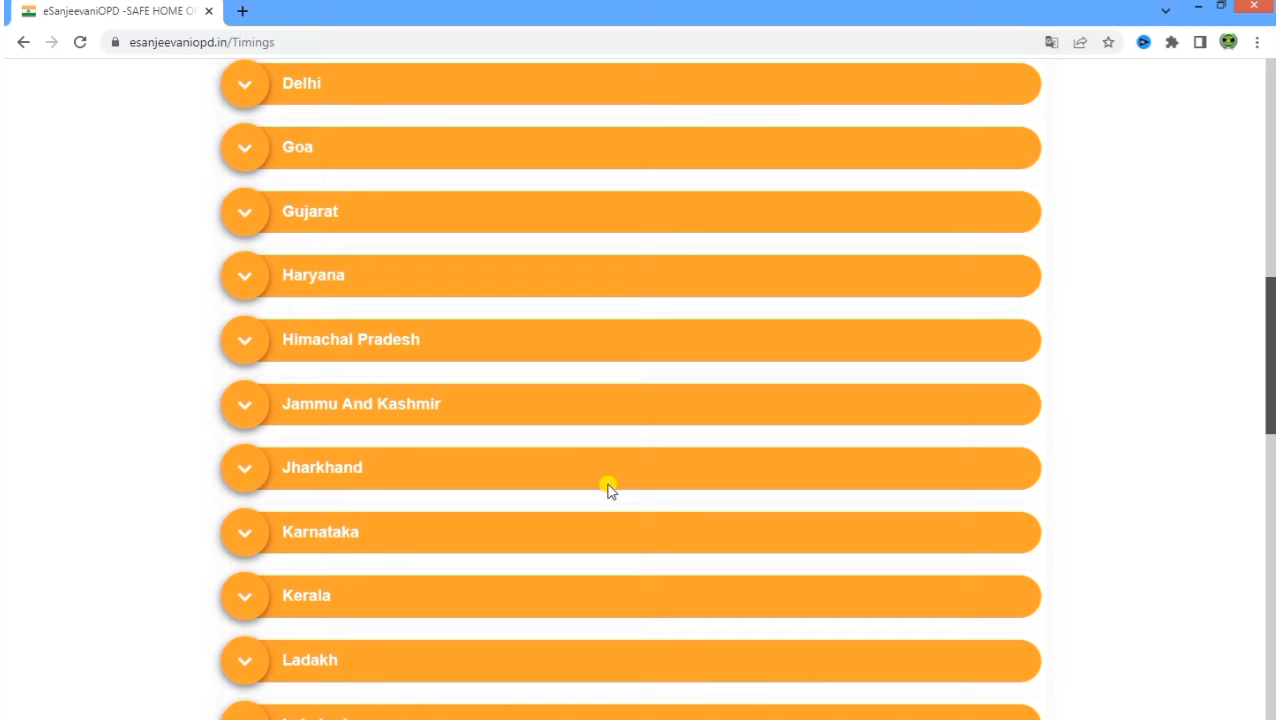 eSanjeevaniOPD -SAFE HOME O
esanjeevaniopd.in/Timings
Delhi
Goa
Gujarat
Haryana
Himachal Pradesh
Jammu And Kashmir
Jharkhand
Karnataka
Kerala
Ladakh